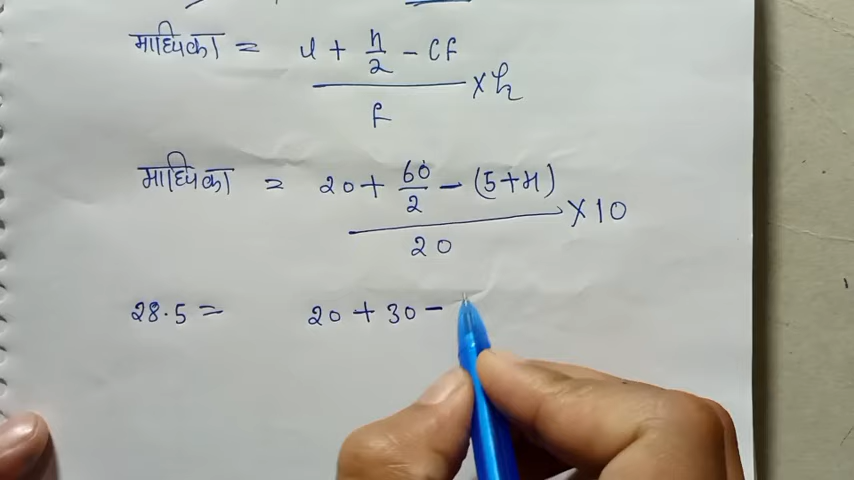 माध्यिका = l + n/2 - cf / f × h
माध्यिका = 20 + 60/2 - (5+x) / 20 × 10
28.5 = 20 + 30 -